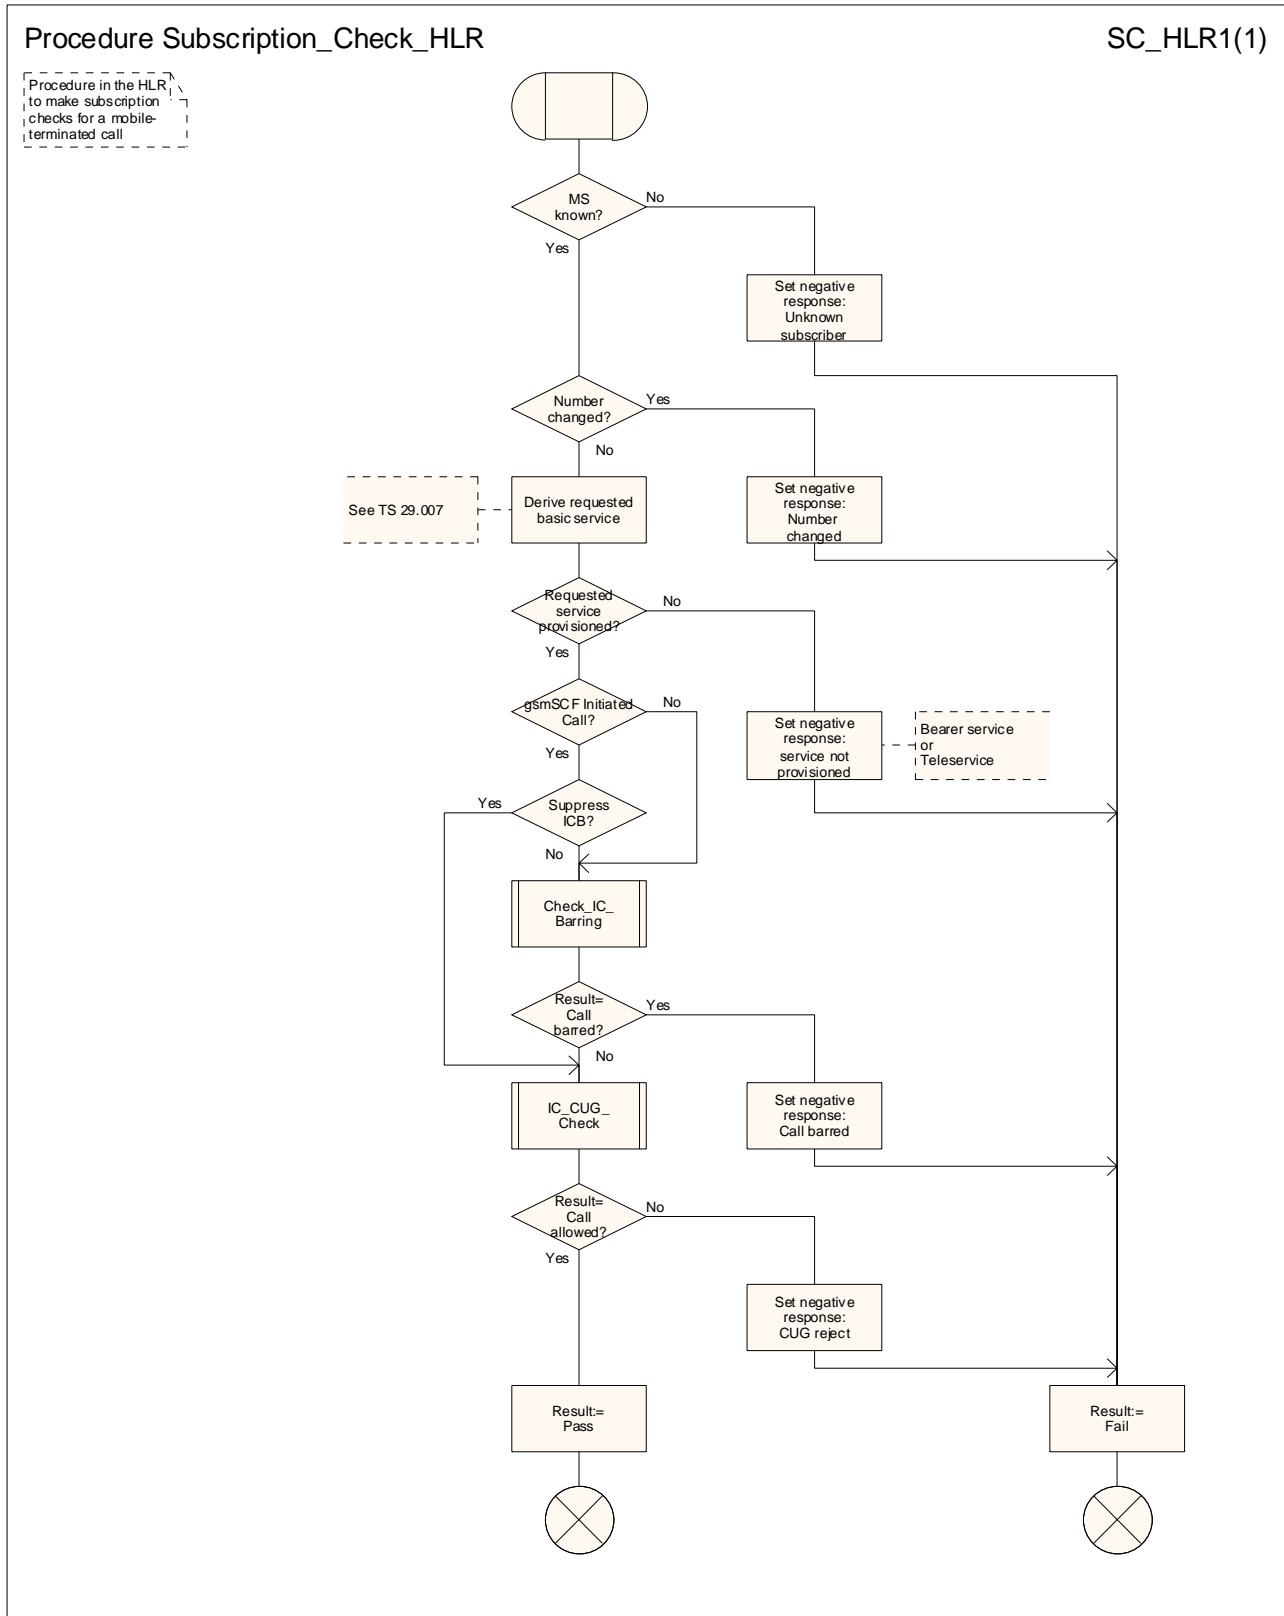 Procedure Subscription_Check_HLR
SC_HLR1(1)
Procedure in the HLR
to make subscription
checks for a mobile-
terminated call
MS
known?
No
Yes
Set negative
response:
Unknown
subscriber
Number
changed?
Yes
No
See TS 29.007
Derive requested
basic service
Set negative
response:
Number
changed
Requested
service
provisioned?
No
Yes
gsmSCF Initiated
Call?
No
Yes
Set negative
response:
service not
provisioned
Bearer service
or
Teleservice
Suppress
ICB?
Yes
No
Check_IC_
Barring
Result=
Call
barred?
Yes
No
IC_CUG_
Check
Set negative
response:
Call barred
Result=
Call
allowed?
No
Yes
Set negative
response:
CUG reject
Result:=
Pass
Result:=
Fail